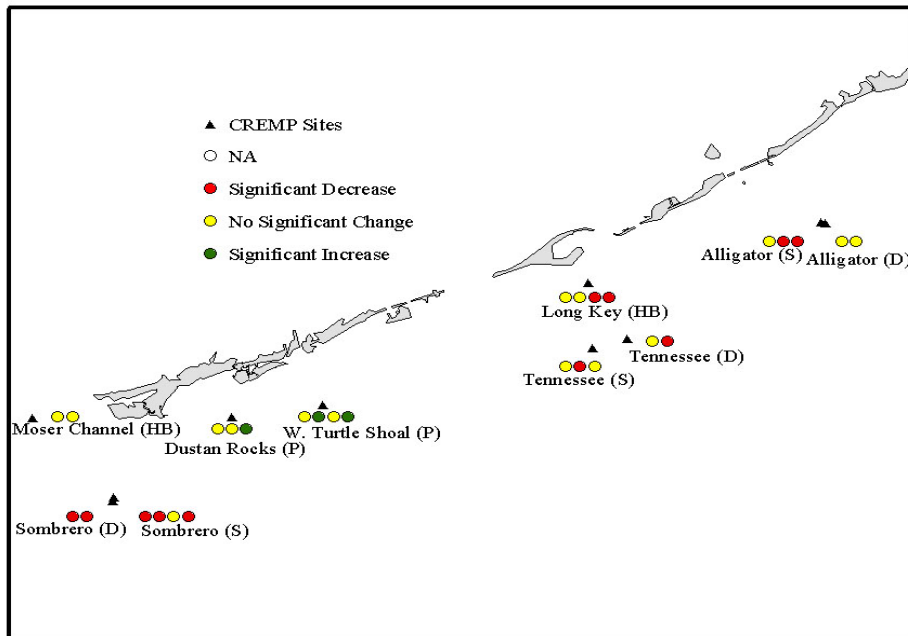 CREMP Sites
NA
Significant Decrease
No Significant Change
Significant Increase
Alligator (S)
Alligator (D)
Long Key (HB)
Tennessee (D)
Tennessee (S)
Moser Channel (HB)
W. Turtle Shoal (P)
Dustan Rocks (P)
Sombrero (D)
Sombrero (S)